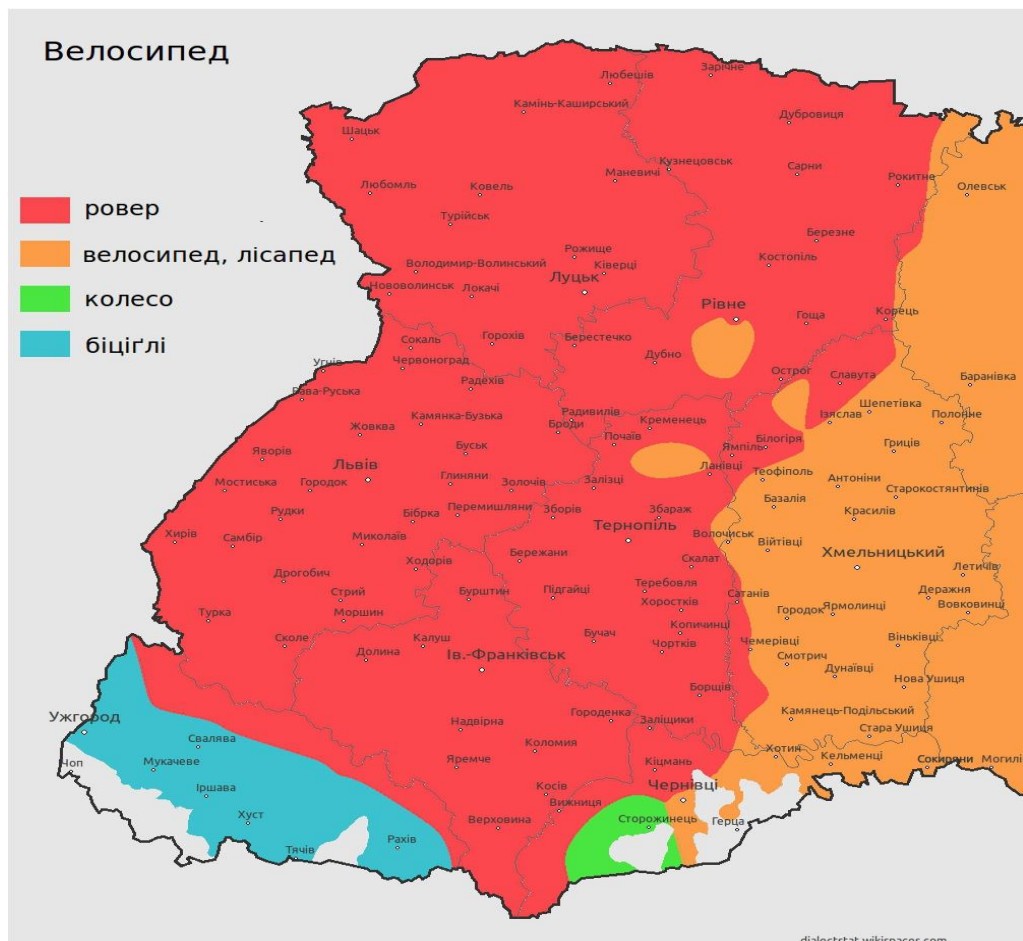 Велосипед
ровер
велосипед, лісапед
колесо
біціґлі
Любешів
Зарічне
Камінь-Каширський
Дубровиця
Шацьк
Кузнецовськ
Сарни
Маневичі
Рокитне
Олевськ
Любомль
Ковель
Турійськ
Березне
Рожище
Костопіль
Володимир-Волинський
Ківерці
Луцьк
Нововолинськ
Локачі
Рівне
Гоща
Корець
Сокаль
Горохів
Берестечко
Дубно
Червоноград
Угнів
Острог
Славута
Баранівка
Радехів
Рава-Руська
Шепетівка
Полонне
Камянка-Бузька
Радивилів
Кременець
Ізяслав
Жовква
Броди
Почаїв
Білогіря
Ямпіль
Гриців
Яворів
Буськ
Львів
Ланівці
Теофіполь
Мостиська
Городок
Глиняни
Золочів
Залізці
Антоніни
Старокостянтинів
Базалія
Рудки
Бібрка
Перемишляни
Зборів
Збараж
Красилів
Тернопіль
Хирів
Самбір
Миколаїв
Волочиськ
Війтівці
Хмельницький
Бережани
Скалат
Ходорів
Летичів
Дрогобич
Теребовля
Стрий
Бурштин
Підгайці
Сатанів
Деражня
Хоростків
Вовковинці
Турка
Моршин
Городок
Ярмолинці
Копичинці
Сколе
Калуш
Бучач
Чемерівці
Віньківці
Долина
Ів.-Франківськ
Чортків
Смотрич
Дунаївці
Нова Ушиця
Борщів
Ужгород
Надвірна
Городенка
Заліщики
Камянець-Подільський
Стара Ушиця
Свалява
Коломия
Хотин
Чоп
Мукачеве
Яремче
Кіцмань
Кельменці
Сокиряни
Могилі
Іршава
Косів
Чернівці
Вижниця
Хуст
Верховина
Сторожинець
Герца
Рахів
Тячів
dialectstat.wikispaces.com